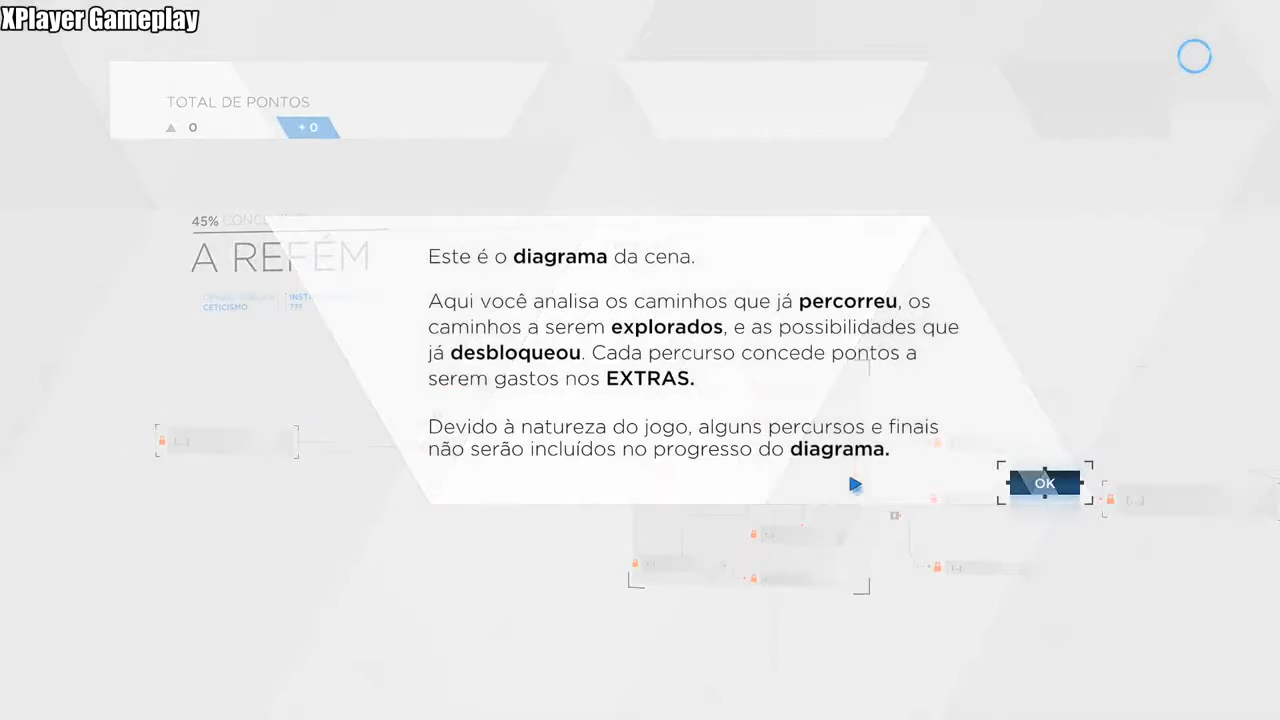 XPlayer Gameplay
TOTAL DE PONTOS
0
+ 0
45%
A REFÉM
CETICISMO
???
Este é o diagrama da cena.
Aqui você analisa os caminhos que já percorreu, os
caminhos a serem explorados, e as possibilidades que
já desbloqueou. Cada percurso concede pontos a
serem gastos nos EXTRAS.
Devido à natureza do jogo, alguns percursos e finais
não serão incluídos no progresso do diagrama.
OK